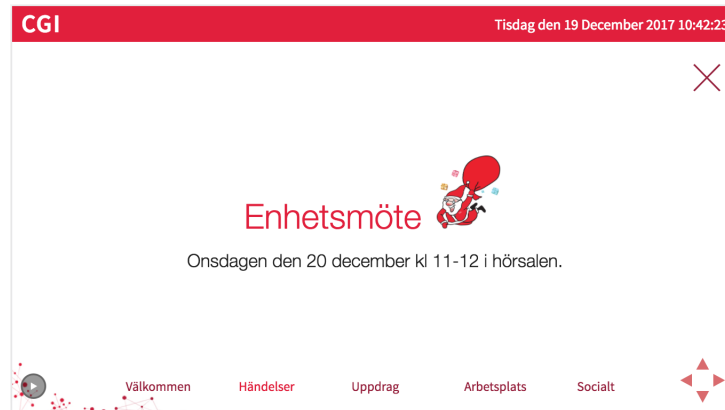 CGI
Tisdag den 19 December 2017 10:42:23
Enhetsmöte
Onsdagen den 20 december kl 11-12 i hörsalen.
Välkommen Händelser Uppdrag Arbetsplats Socialt